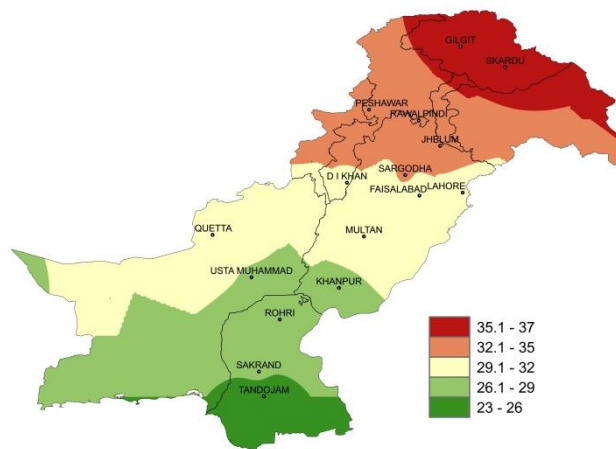 GILGIT
SKARDU
PESHAWAR
RAWALPINDI
JHELUM
SARGODHA
D I KHAN
FAISALABAD
LAHORE
QUETTA
MULTAN
USTA MUHAMMAD
KHANPUR
ROHRI
SAKRAND
TANDOJAM
35.1 - 37
32.1 - 35
29.1 - 32
26.1 - 29
23 - 26